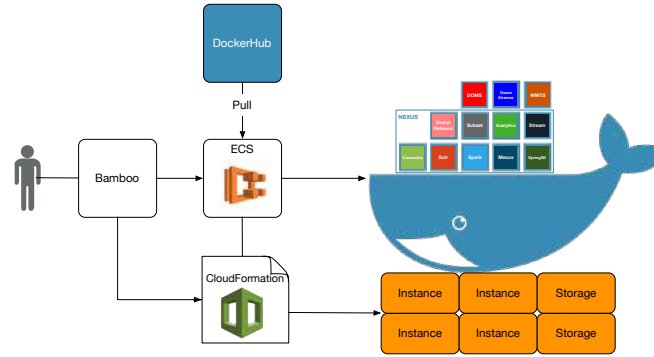 DockerHub
Pull
ECS
Bamboo
CloudFormation
DOMS
Ocean
Xtremes
WMTS
NEXUS
Query/
Retrieval
Subset
Analytics
Stream
Cassandra
Solr
Spark
Mesos
SpringXD
Instance
Instance
Storage
Instance
Instance
Storage